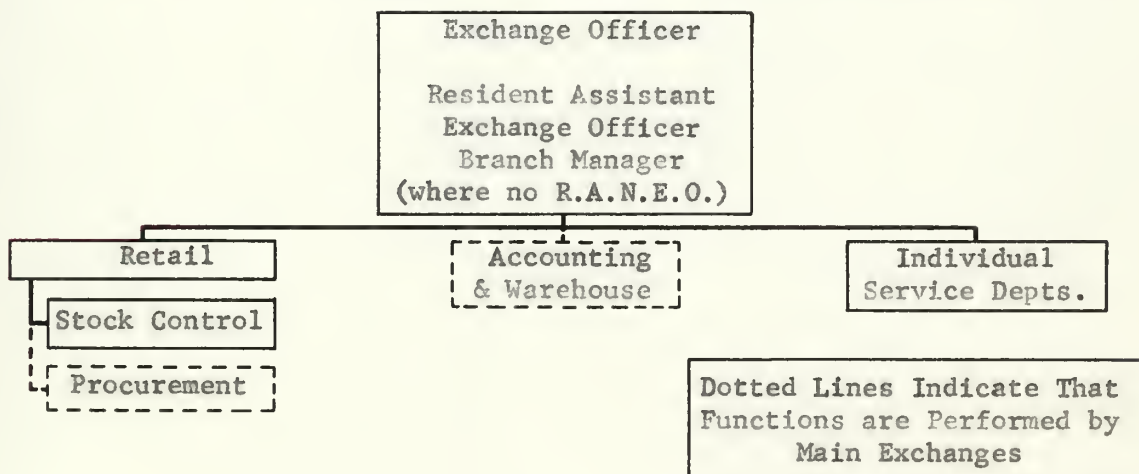 Exchange Officer
Resident Assistant
Exchange Officer
Branch Manager
(where no R.A.N.E.O.)
Retail
Accounting
& Warehouse
Individual
Service Depts.
Stock Control
Procurement
Dotted Lines Indicate That
Functions are Performed by
Main Exchanges